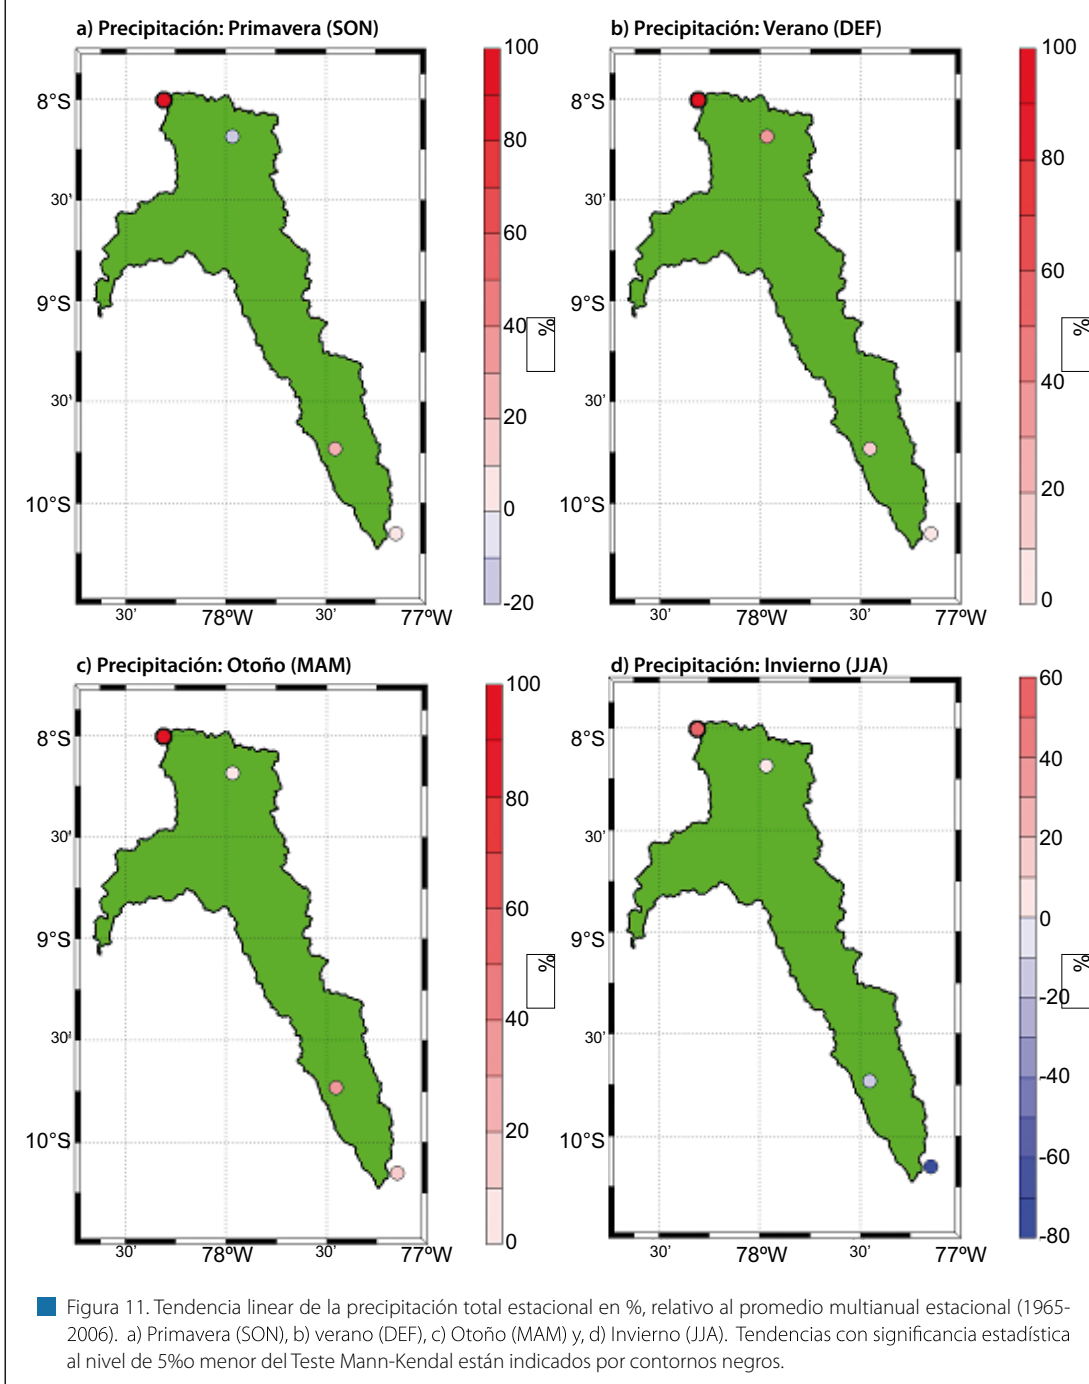 a) Precipitación: Primavera (SON)
8°S
30'
9°S
30'
10°S
30'
78°W
30'
77°W
100
80
60
40
20
0
-20
%
b) Precipitación: Verano (DEF)
8°S
30'
9°S
30'
10°S
30'
78°W
30'
77°W
100
80
60
40
20
0
%
c) Precipitación: Otoño (MAM)
8°S
30'
9°S
30'
10°S
30'
78°W
30'
77°W
100
80
60
40
20
0
%
d) Precipitación: Invierno (JJA)
8°S
30'
9°S
30'
10°S
30'
78°W
30'
77°W
60
40
20
0
-20
-40
-60
-80
%
Figura 11. Tendencia linear de la precipitación total estacional en %, relativo al promedio multianual estacional (1965-
2006). a) Primavera (SON), b) verano (DEF), c) Otoño (MAM) y, d) Invierno (JJA). Tendencias con significancia estadística
al nivel de 5%o menor del Teste Mann-Kendal están indicados por contornos negros.